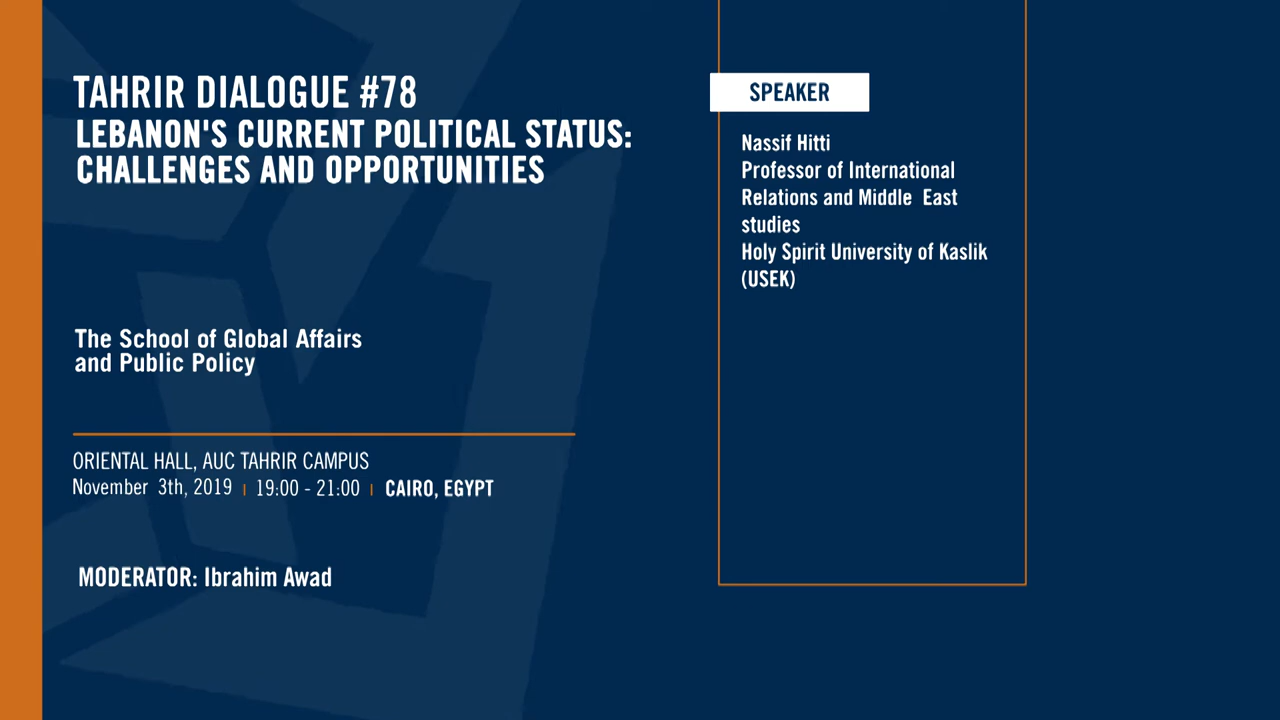 TAHRIR DIALOGUE #78
LEBANON'S CURRENT POLITICAL STATUS:
CHALLENGES AND OPPORTUNITIES
The School of Global Affairs
and Public Policy
ORIENTAL HALL, AUC TAHRIR CAMPUS
November 3th, 2019 | 19:00 - 21:00 | CAIRO, EGYPT
MODERATOR: Ibrahim Awad
SPEAKER
Nassif Hitti
Professor of International
Relations and Middle East
studies
Holy Spirit University of Kaslik
(USEK)